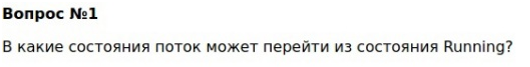 Вопрос №1
В какие состояния поток может перейти из состояния Running?